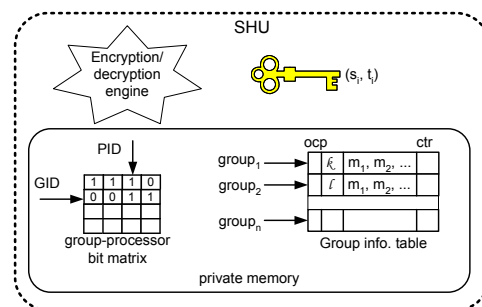 SHU
Encryption/
decryption
engine
(s_i, t_i)
PID
GID
1 1 1 0
0 0 1 1
group-processor
bit matrix
ocp ctr
group_1 k m_1, m_2, ...
group_2 l m_1, m_2, ...
group_n
Group info. table
private memory